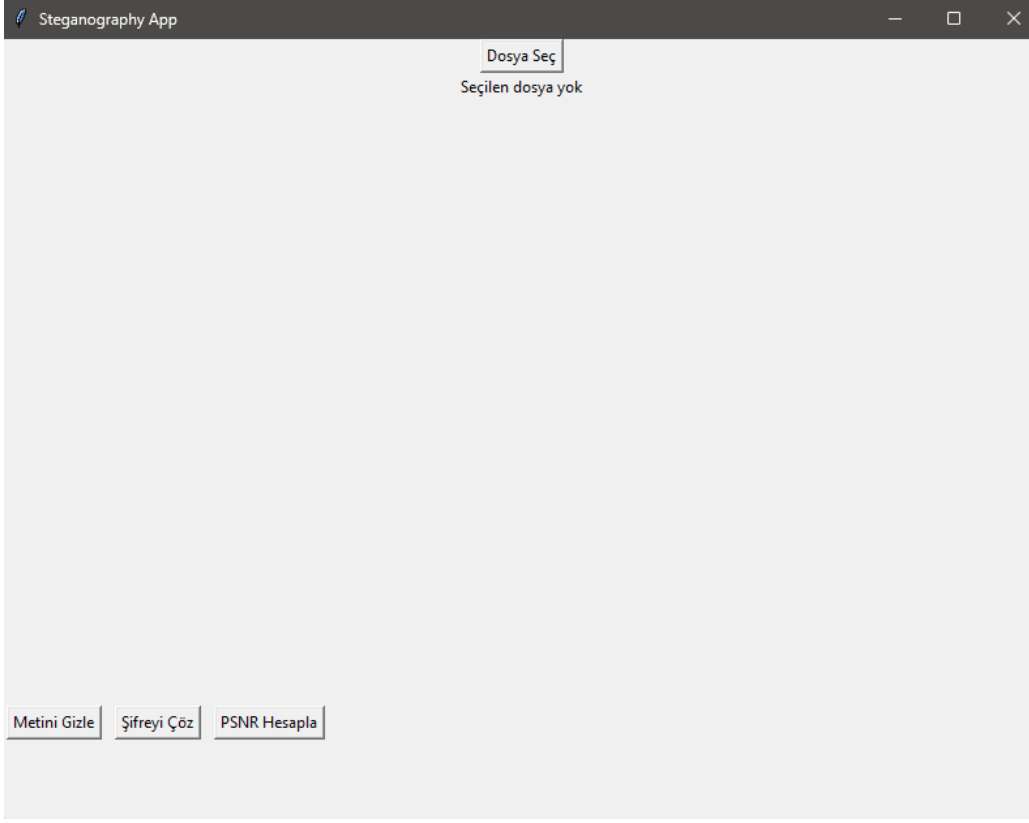 Steganography App
Dosya Seç
Seçilen dosya yok
Metini Gizle Şifreyi Çöz PSNR Hesapla